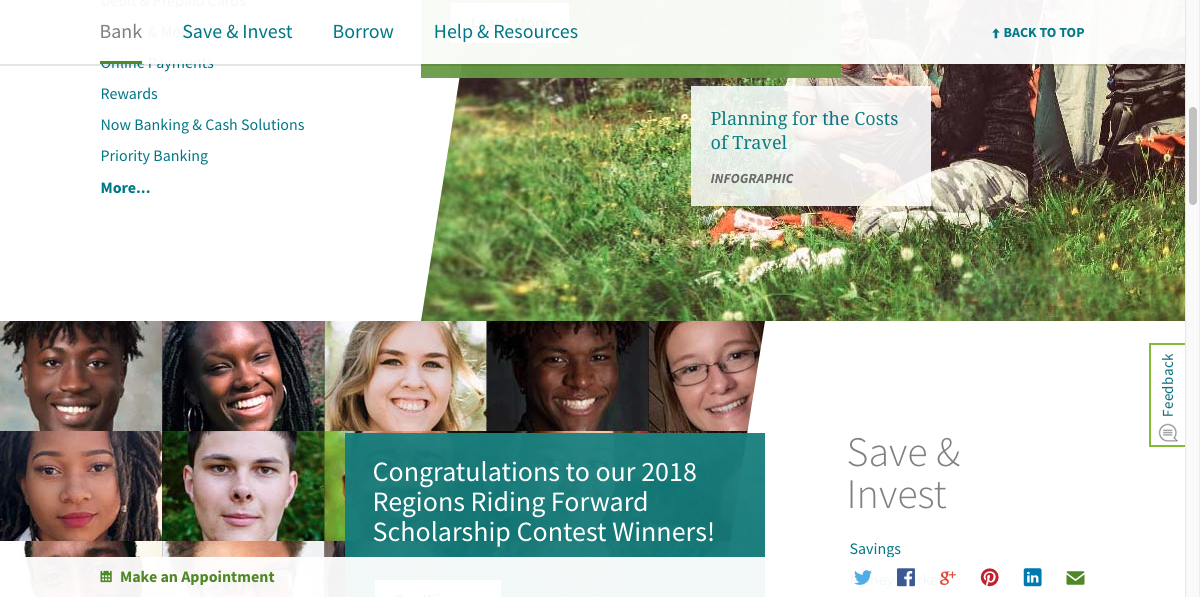 Bank
Save & Invest
Borrow
Help & Resources
BACK TO TOP
Online Payments
Rewards
Now Banking & Cash Solutions
Priority Banking
More...
Planning for the Costs
of Travel
INFOGRAPHIC
Feedback
Congratulations to our 2018
Regions Riding Forward
Scholarship Contest Winners!
Save &
Invest
Savings
Make an Appointment